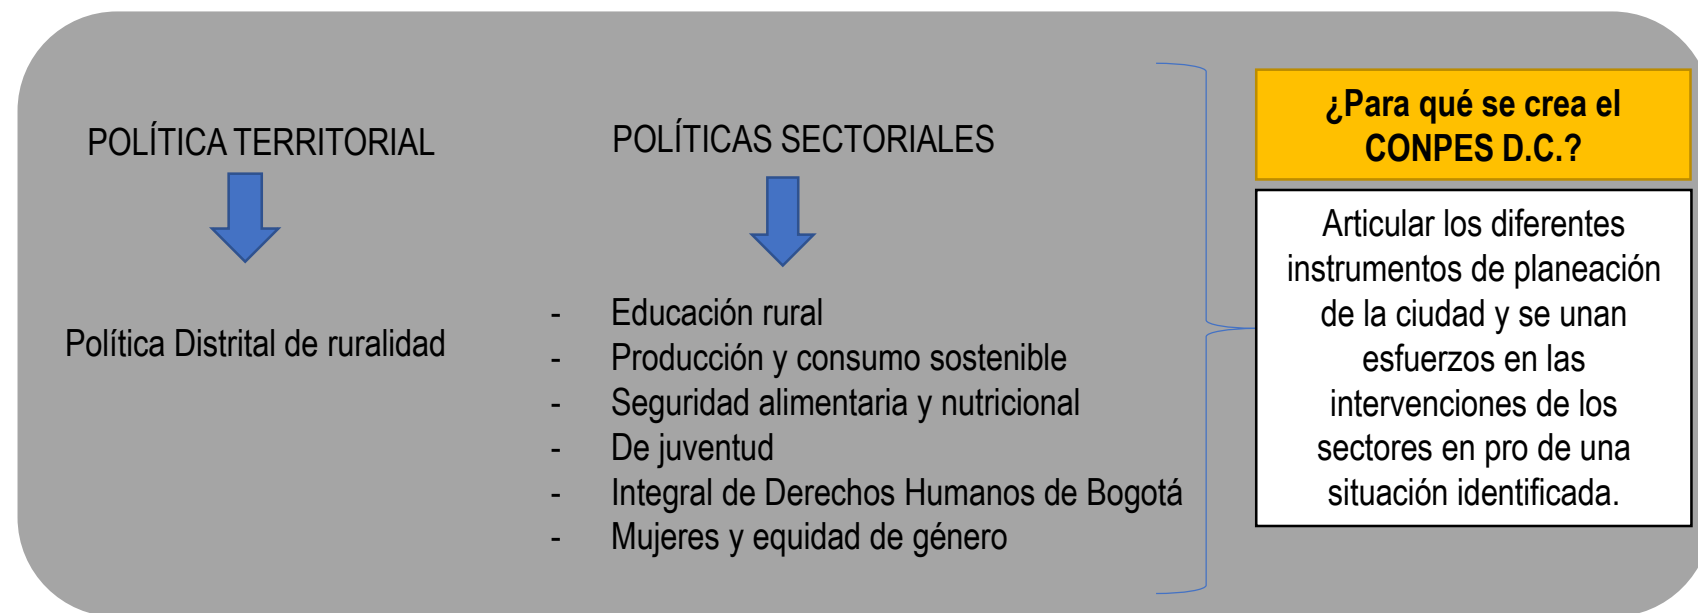 POLÍTICA TERRITORIAL
Política Distrital de ruralidad
POLÍTICAS SECTORIALES
- Educación rural
- Producción y consumo sostenible
- Seguridad alimentaria y nutricional
- De juventud
- Integral de Derechos Humanos de Bogotá
- Mujeres y equidad de género
¿Para qué se crea el
CONPES D.C.?
Articular los diferentes
instrumentos de planeación
de la ciudad y se unan
esfuerzos en las
intervenciones de los
sectores en pro de una
situación identificada.